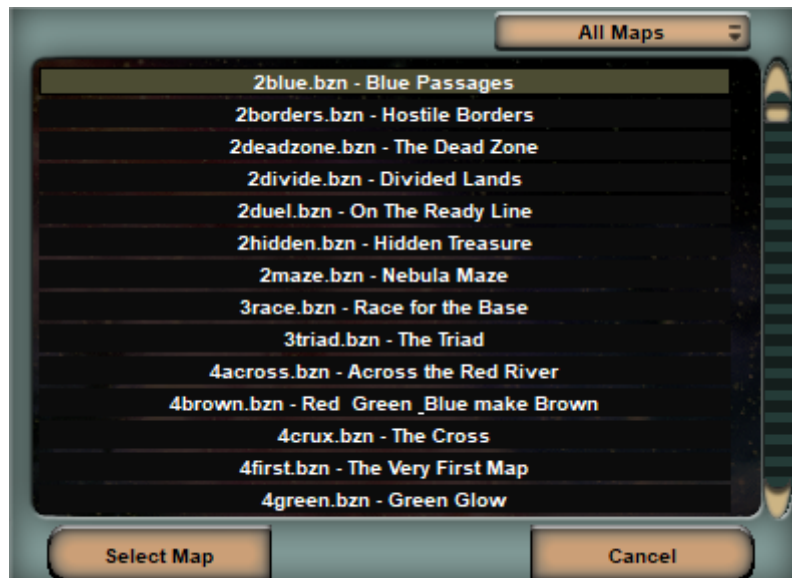 All Maps
2blue.bzn - Blue Passages
2borders.bzn - Hostile Borders
2deadzone.bzn - The Dead Zone
2divide.bzn - Divided Lands
2duel.bzn - On The Ready Line
2hidden.bzn - Hidden Treasure
2maze.bzn - Nebula Maze
3race.bzn - Race for the Base
3triad.bzn - The Triad
4across.bzn - Across the Red River
4brown.bzn - Red  Green _Blue make Brown
4crux.bzn - The Cross
4first.bzn - The Very First Map
4green.bzn - Green Glow
Select Map Cancel